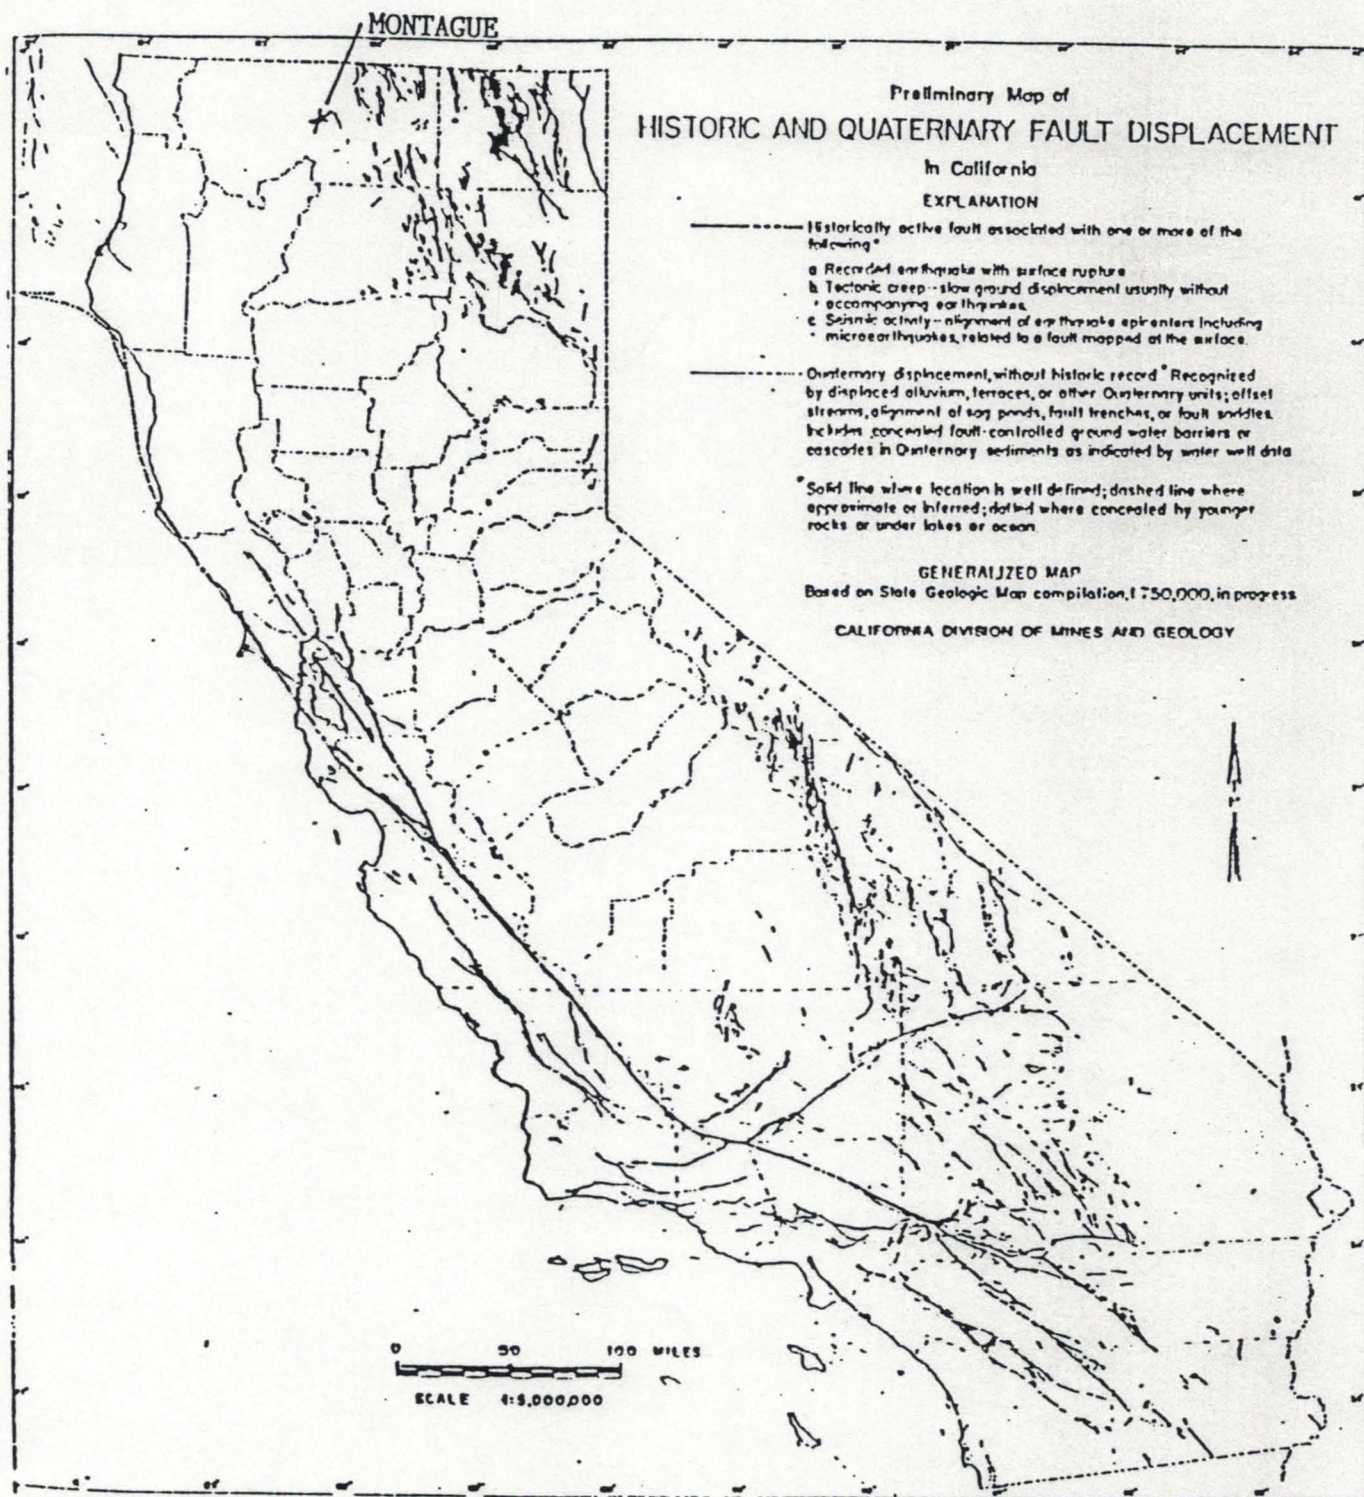 MONTAGUE
Preliminary Map of
HISTORIC AND QUATERNARY FAULT DISPLACEMENT
In California
EXPLANATION
Historically active fault associated with one or more of the
following*
a Recorded earthquake with surface rupture
b Tectonic creep--slow ground displacement usually without
accompanying earthquakes.
c Seismic activity--alignment of earthquake epicenters including
microearthquakes, related to a fault mapped at the surface.
Quaternary displacement, without historic record* Recognized
by displaced alluvium, terraces, or other Quaternary units; offset
streams, alignment of sag ponds, fault trenches, or fault saddles.
Includes concealed fault-controlled ground water barriers or
cascades in Quaternary sediments as indicated by water well data
*Solid line where location is well defined; dashed line where
approximate or inferred; dotted where concealed by younger
rocks or under lakes or ocean.
GENERALIZED MAP
Based on State Geologic Map compilation, 1:750,000, in progress
CALIFORNIA DIVISION OF MINES AND GEOLOGY
0 50 100 MILES
SCALE 1:5,000,000